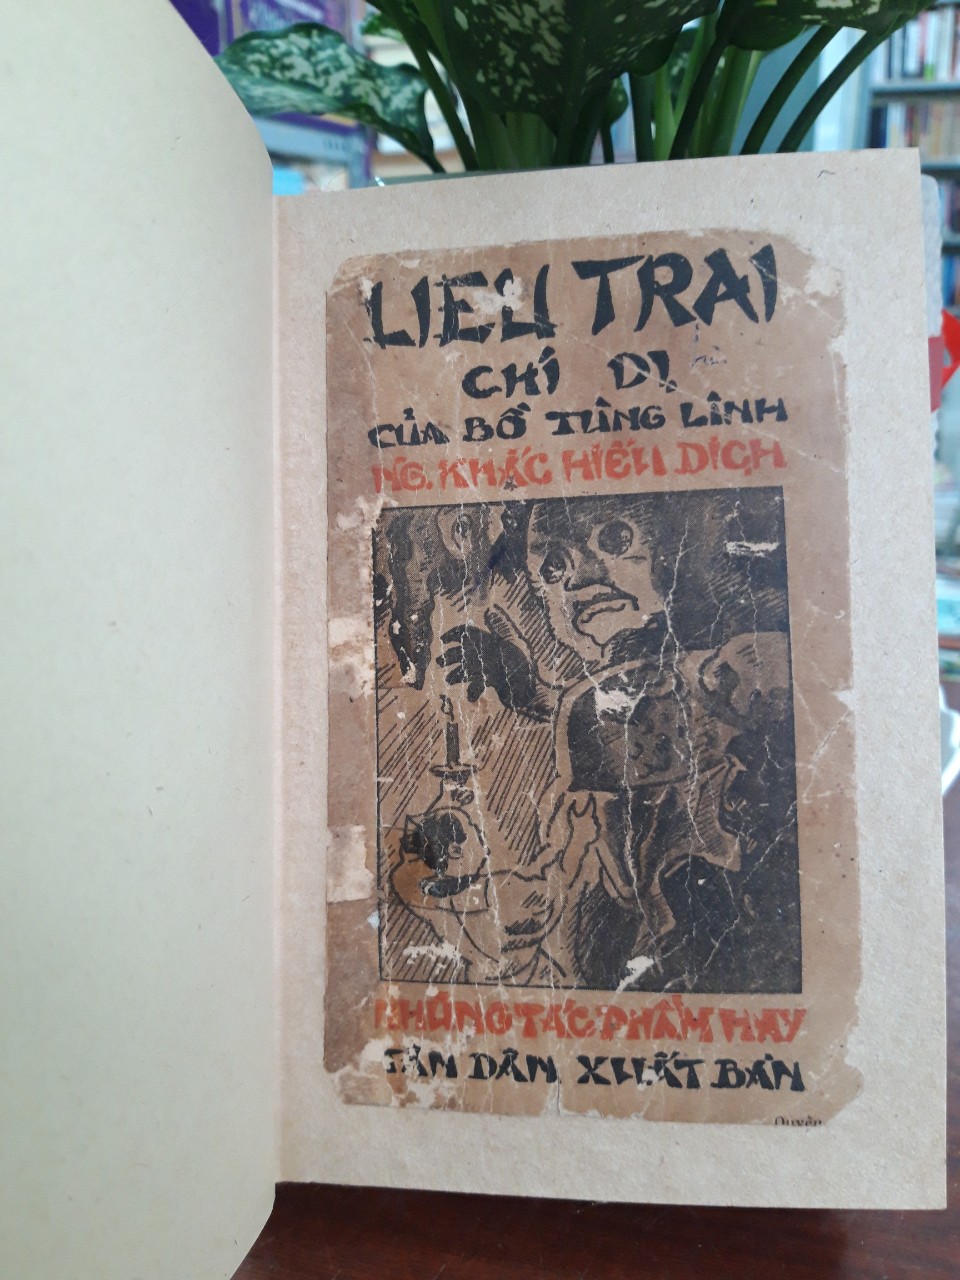 LIEU TRAI
CHÍ DỊ
CỦA BỒ TÙNG LINH
NG. KHẮC HIẾU DỊCH
NHỮNG TÁC PHẨM HAY
TÂN DÂN XUẤT BẢN
Quyển